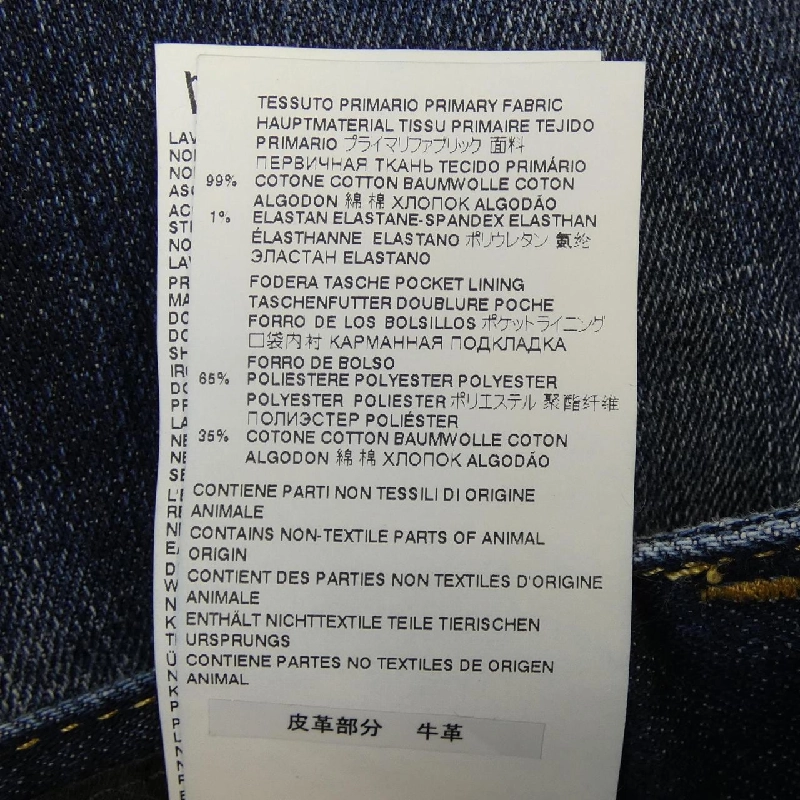 TESSUTO PRIMARIO PRIMARY FABRIC
HAUPTMATERIAL TISSU PRIMAIRE TEJIDO
PRIMARIO プライマリファブリック 面料
ПЕРВИЧНАЯ ТКАНЬ TECIDO PRIMÁRIO
99% COTONE COTTON BAUMWOLLE COTON
ALGODON 綿 棉 ХЛОПОК ALGODÃO
1% ELASTAN ELASTANE-SPANDEX ELASTHAN
ÉLASTHANNE ELASTANO ポリウレタン 氨纶
ЭЛАСТАН ELASTANO
FODERA TASCHE POCKET LINING
TASCHENFUTTER DOUBLURE POCHE
FORRO DE LOS BOLSILLOS ポケットライニング
口袋内衬 КАРМАННАЯ ПОДКЛАДКА
FORRO DE BOLSO
65% POLIESTERE POLYESTER POLYESTER
POLYESTER POLIESTER ポリエステル 聚酯纤维
ПОЛИЭСТЕР POLIÉSTER
35% COTONE COTTON BAUMWOLLE COTON
ALGODON 綿 棉 ХЛОПОК ALGODÃO
CONTIENE PARTI NON TESSILI DI ORIGINE
ANIMALE
CONTAINS NON-TEXTILE PARTS OF ANIMAL
ORIGIN
CONTIENT DES PARTIES NON TEXTILES D'ORIGINE
ANIMALE
ENTHÄLT NICHTTEXTILE TEILE TIERISCHEN
URSPRUNGS
CONTIENE PARTES NO TEXTILES DE ORIGEN
ANIMAL
皮革部分 牛革